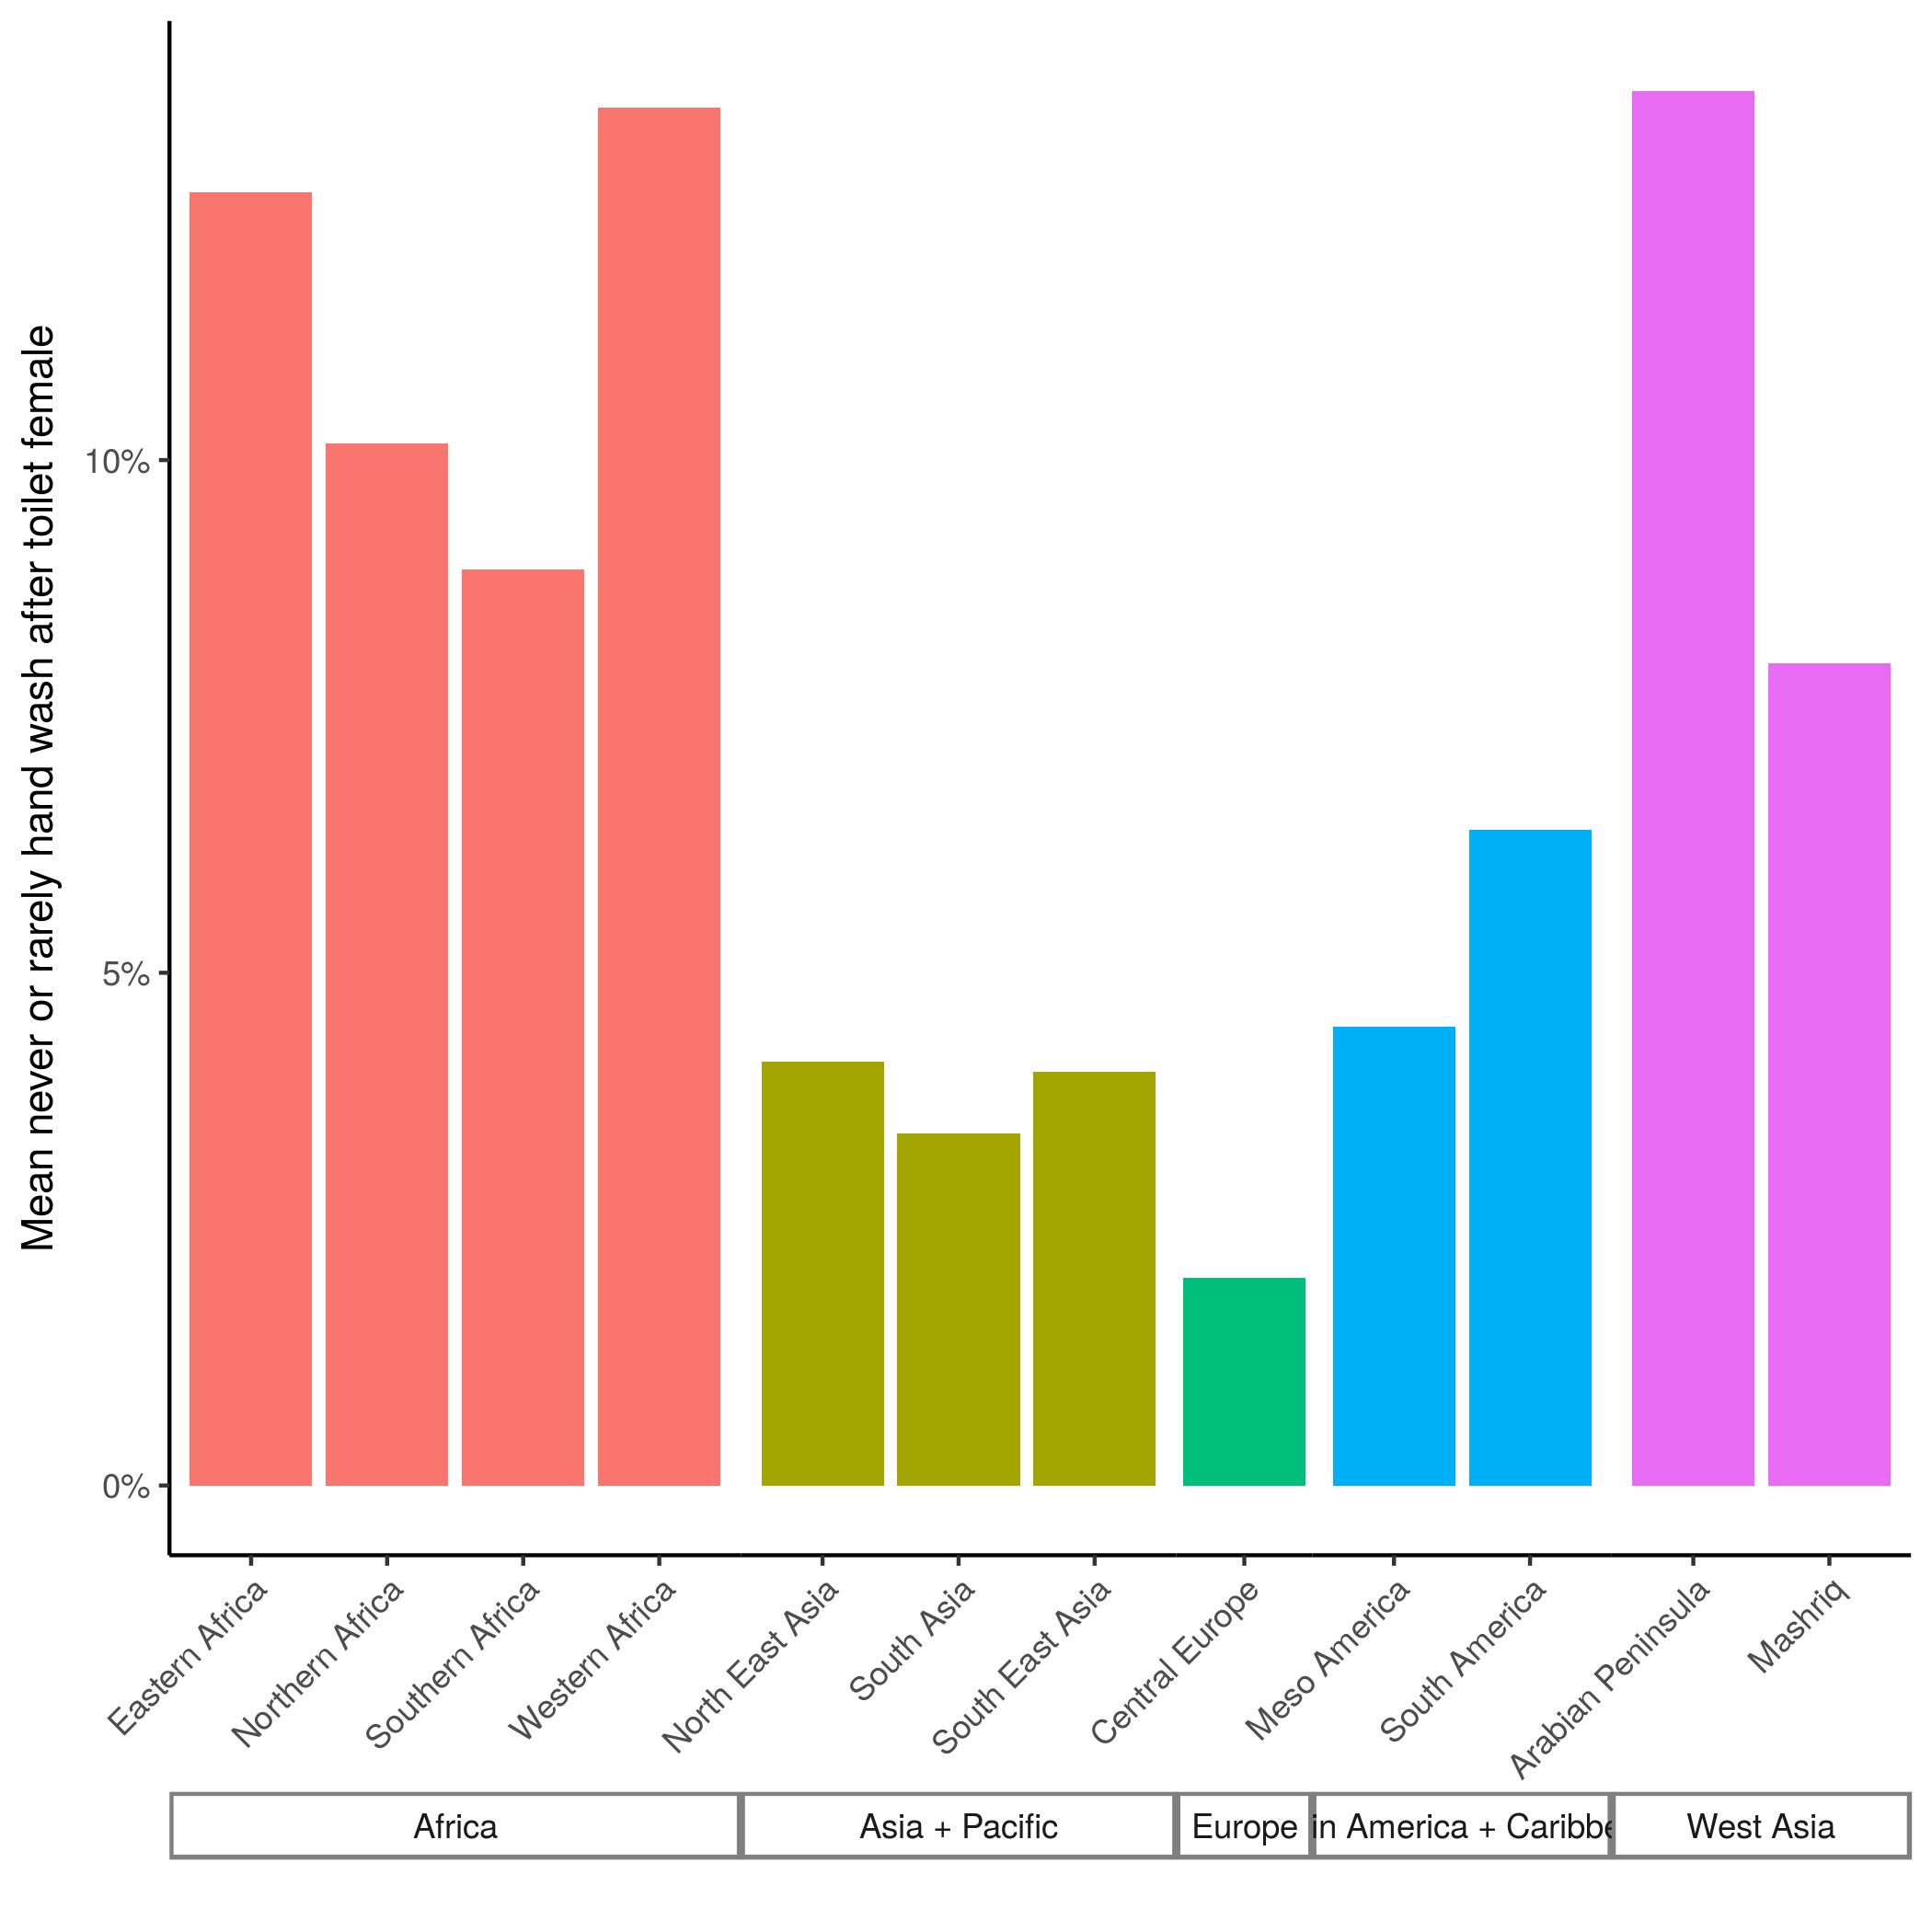 Mean never or rarely hand wash after toilet female
10%
5%
0%
Eastern Africa
Northern Africa
Southern Africa
Western Africa
North East Asia
South Asia
South East Asia
Central Europe
Meso America
South America
Arabian Peninsula
Mashriq
Africa
Asia + Pacific
Europe
in America + Caribbe
West Asia